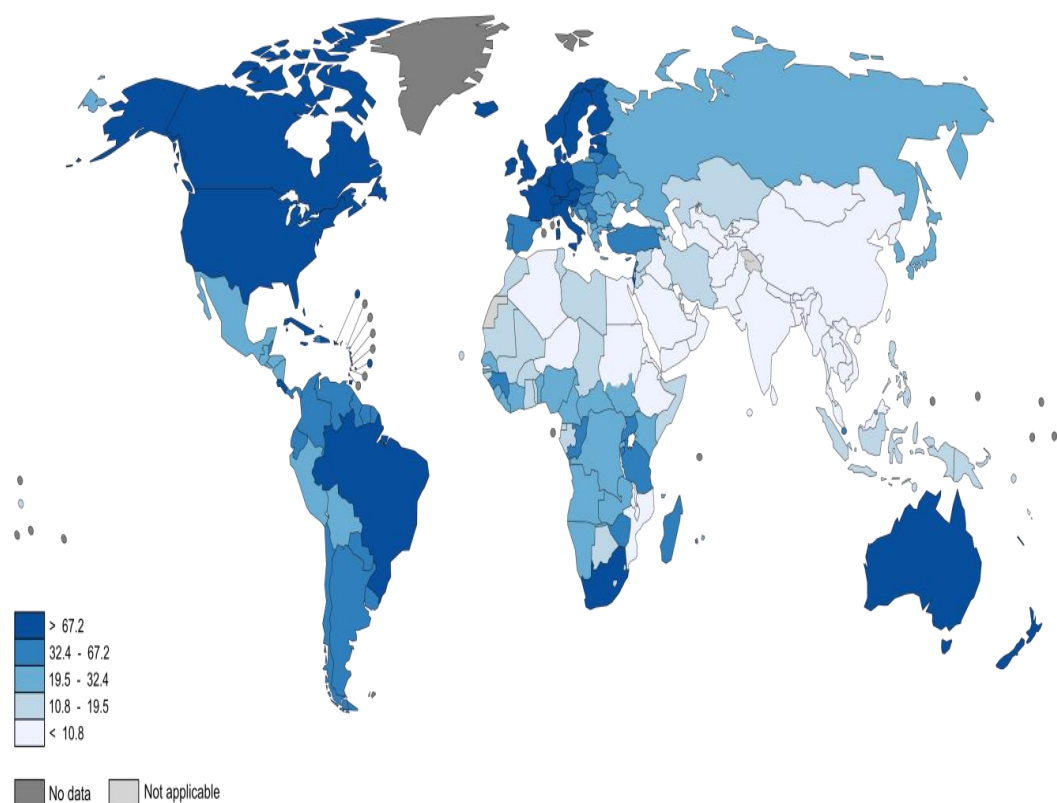 > 67.2
32.4 - 67.2
19.5 - 32.4
10.8 - 19.5
< 10.8
No data
Not applicable